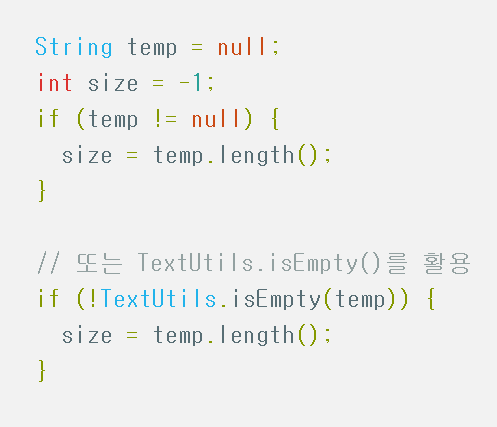 String temp = null;
int size = -1;
if (temp != null) {
  size = temp.length();
}

// 또는 TextUtils.isEmpty()를 활용
if (!TextUtils.isEmpty(temp)) {
  size = temp.length();
}